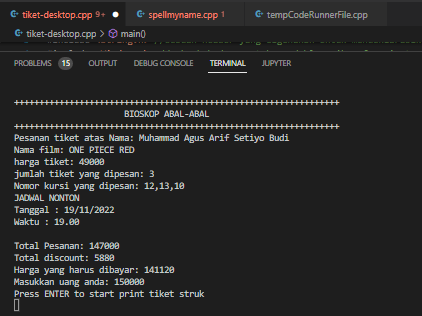 tiket-desktop.cpp 9+ spellmyname.cpp 1 tempCodeRunnerFile.cpp
tiket-desktop.cpp > main()
PROBLEMS 15 OUTPUT DEBUG CONSOLE TERMINAL JUPYTER
+++++++++++++++++++++++++++++++++++++++++++++++++++++++++++++++++
BIOSKOP ABAL-ABAL
+++++++++++++++++++++++++++++++++++++++++++++++++++++++++++++++++
Pesanan tiket atas Nama: Muhammad Agus Arif Setiyo Budi
Nama film: ONE PIECE RED
harga tiket: 49000
jumlah tiket yang dipesan: 3
Nomor kursi yang dipesan: 12,13,10
JADWAL NONTON
Tanggal : 19/11/2022
Waktu : 19.00
Total Pesanan: 147000
Total discount: 5880
Harga yang harus dibayar: 141120
Masukkan uang anda: 150000
Press ENTER to start print tiket struk